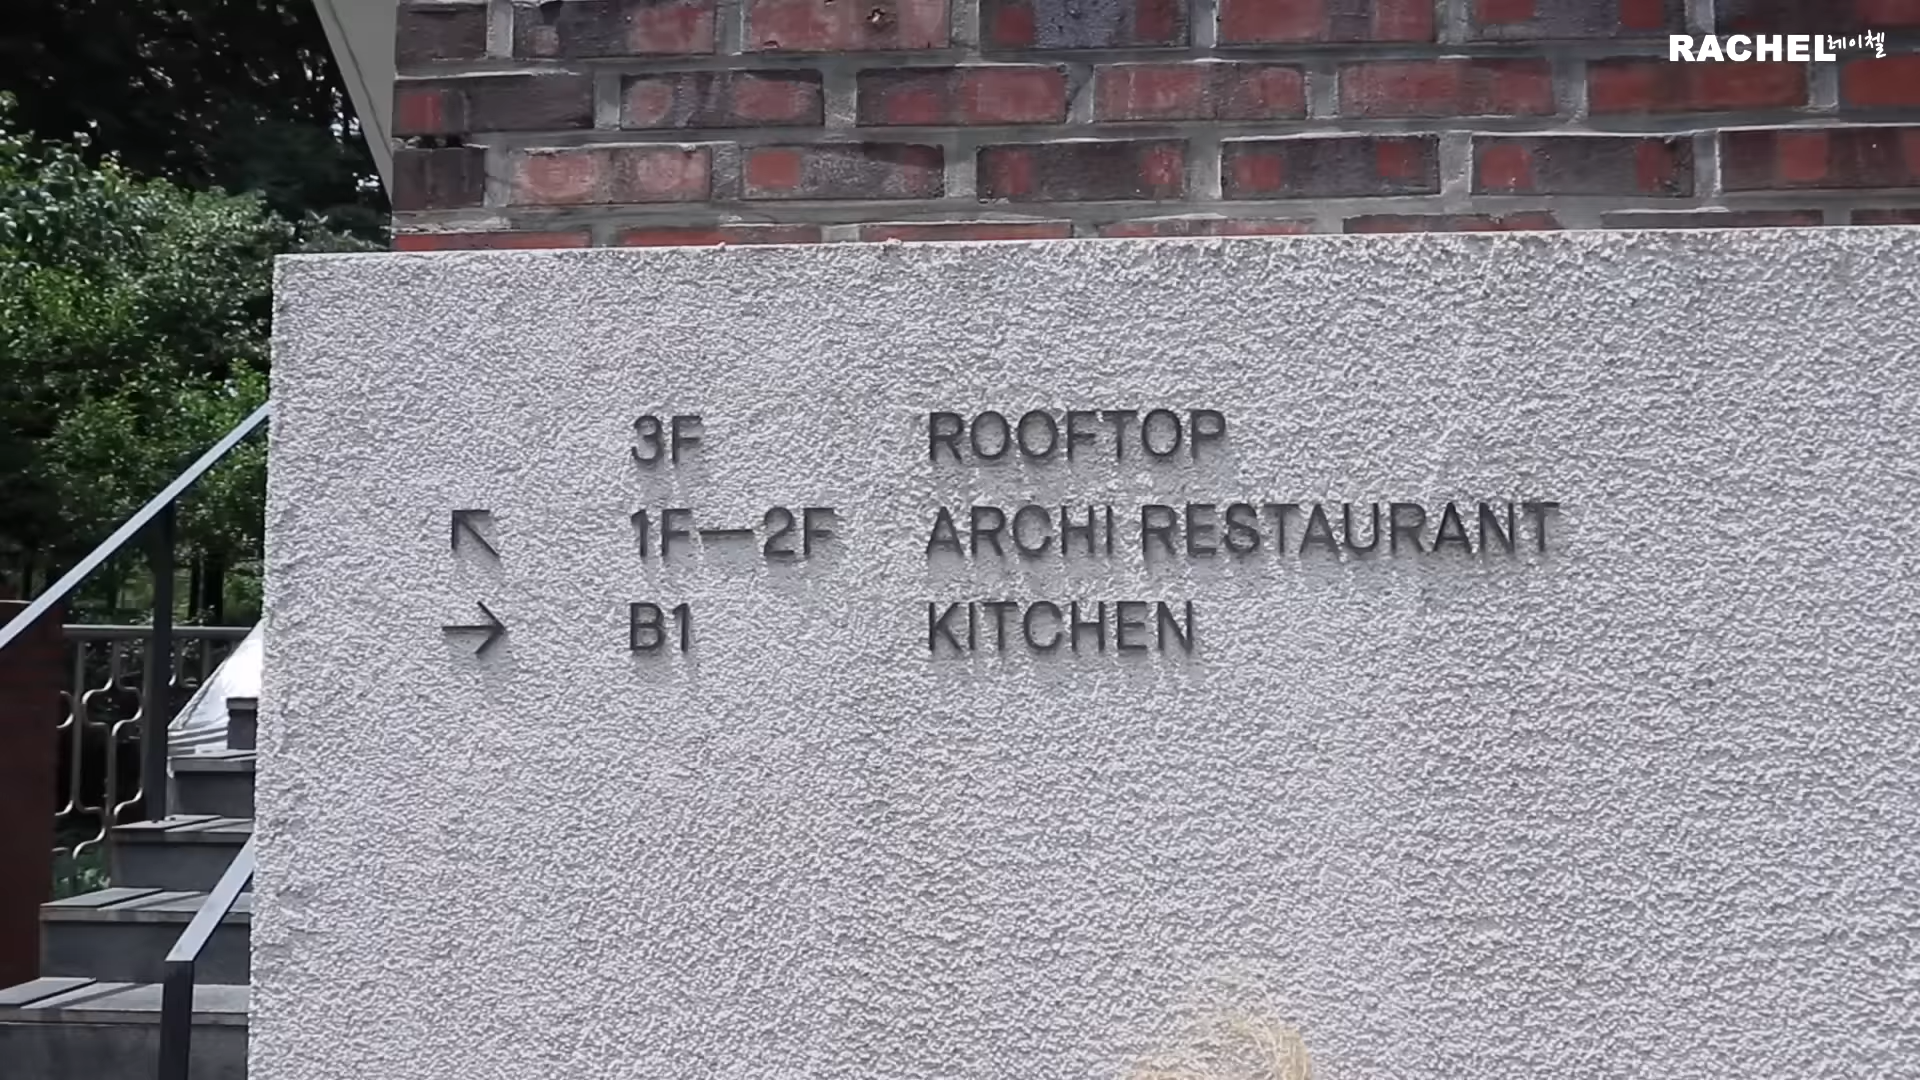 RACHEL레이첼
3F ROOFTOP
↖ 1F—2F ARCHI RESTAURANT
→ B1 KITCHEN